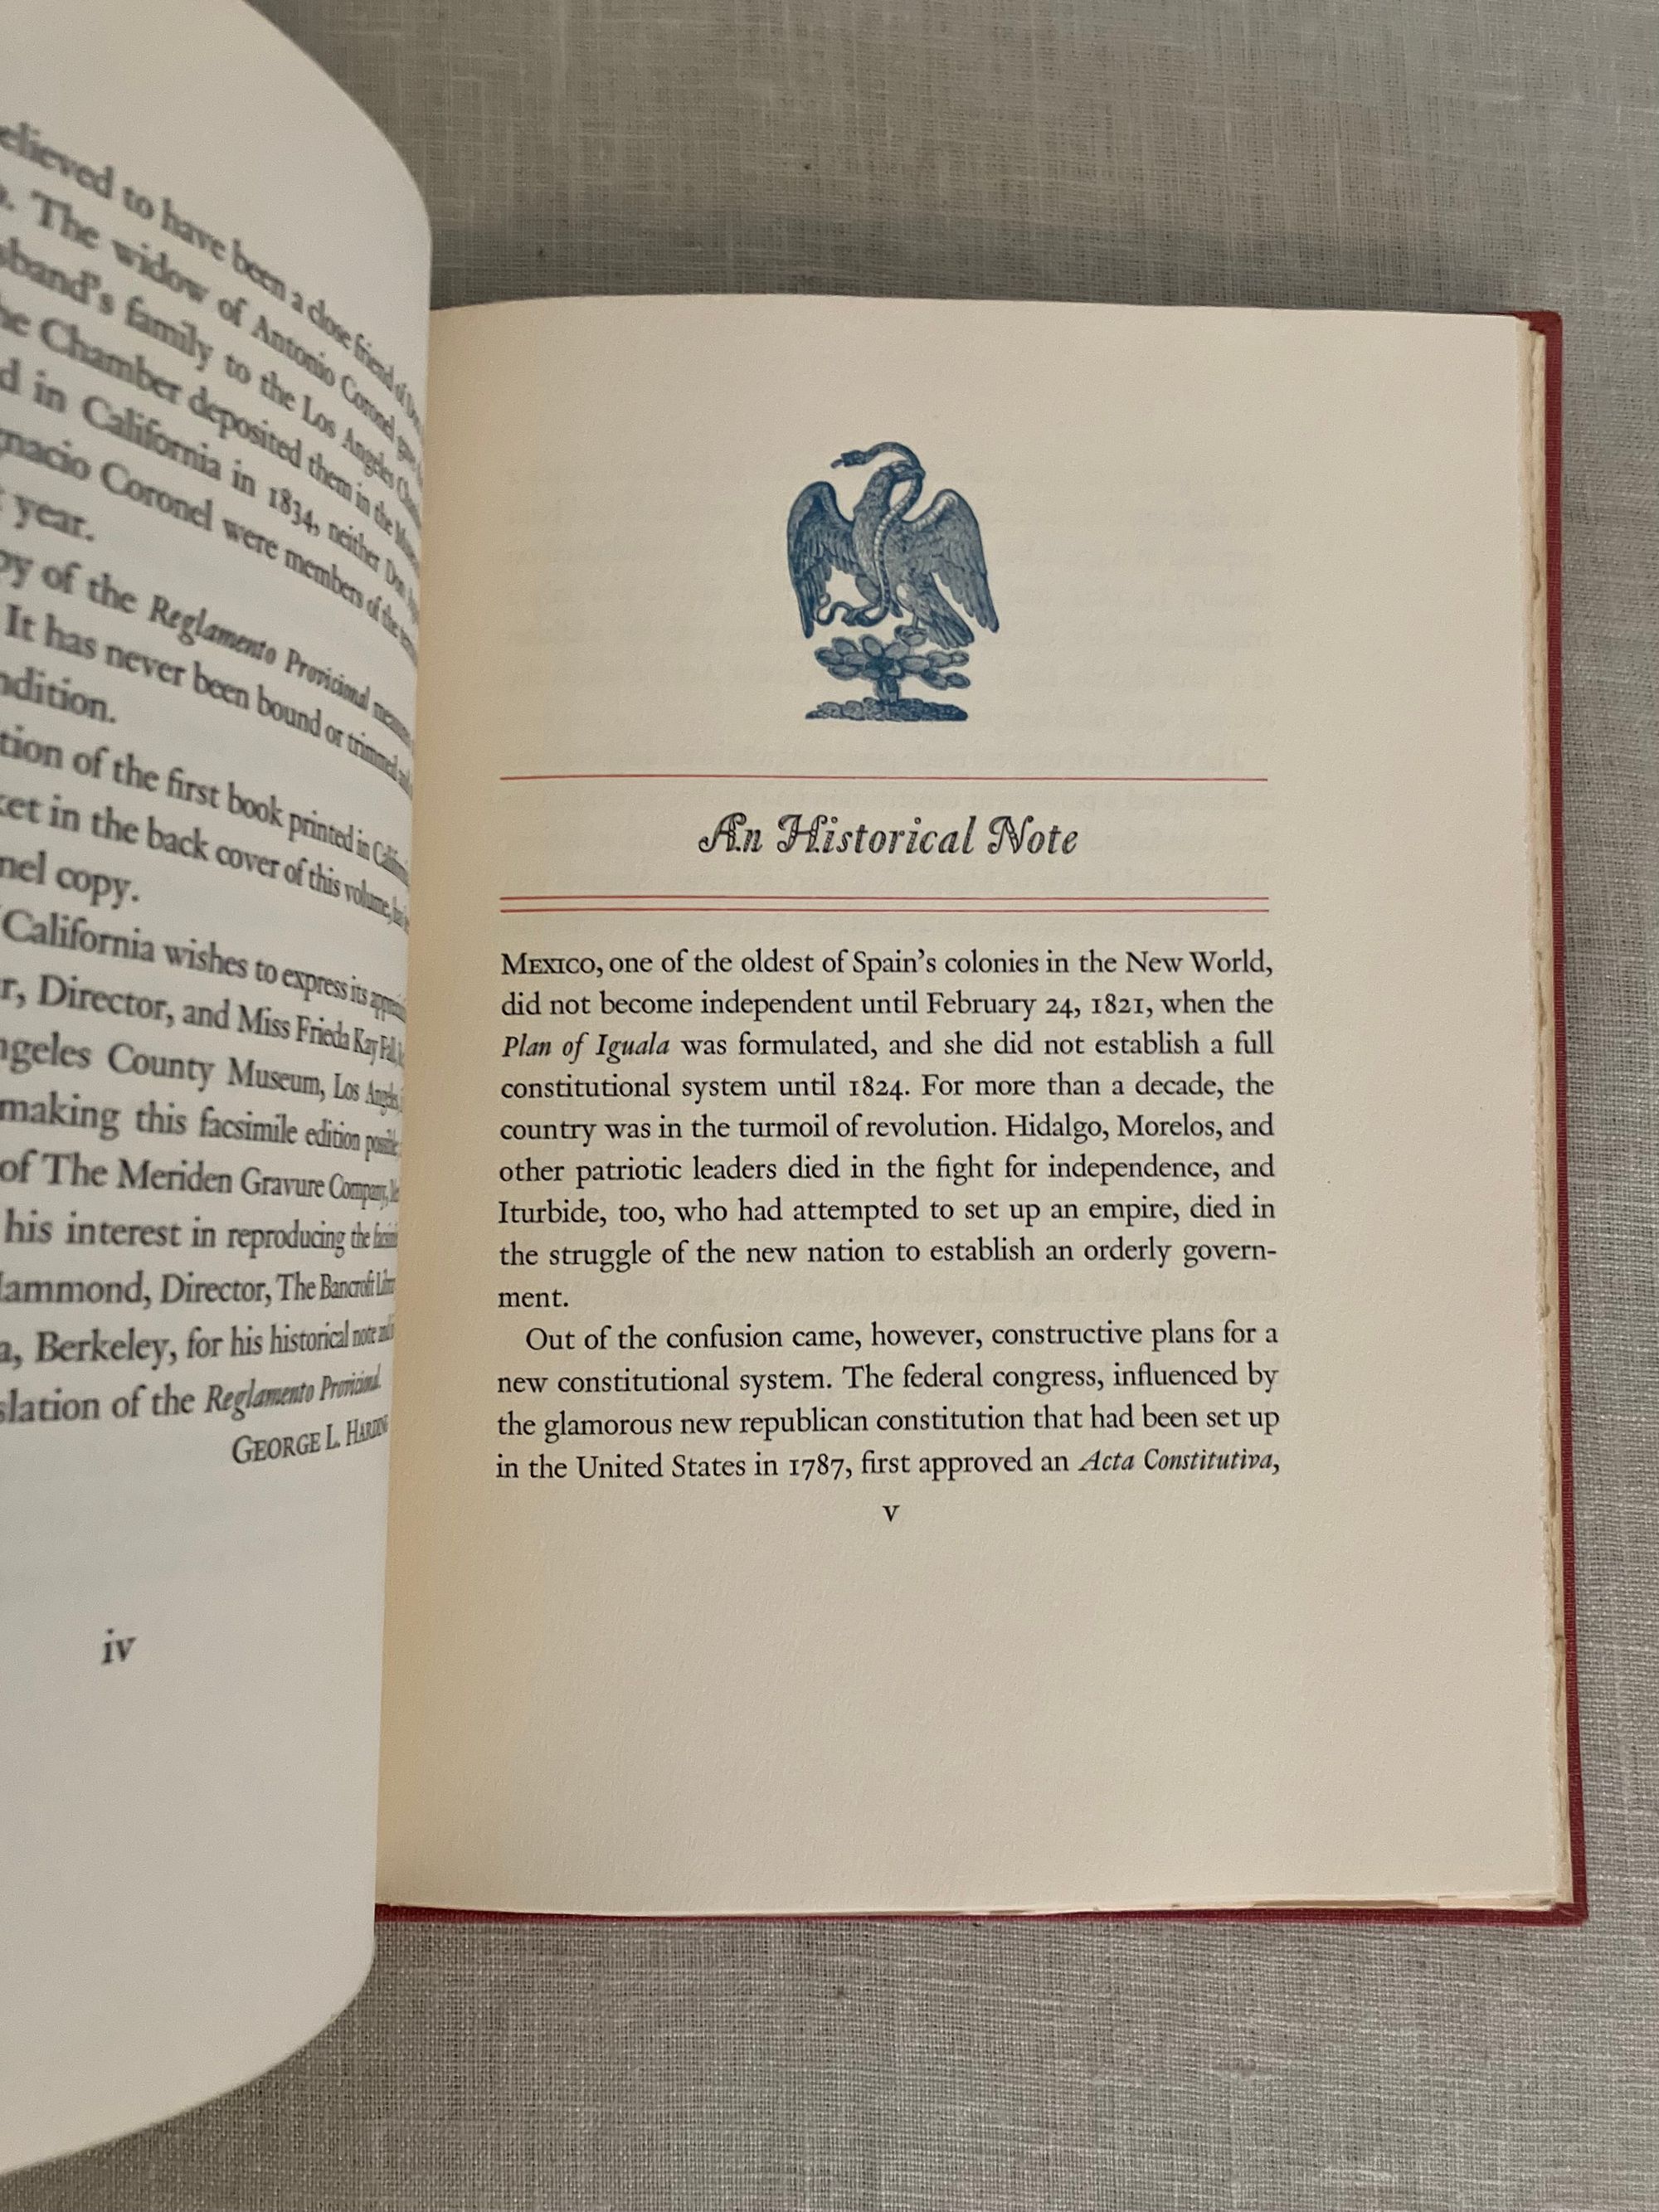 elieved to have been a close friend of Don
. The widow of Antonio Coronel gave
sband's family to the Los Angeles
he Chamber deposited them in the
d in California in 1834, neither Don
gnacio Coronel were members of the
year.
py of the Reglamento Provicional
It has never been bound or trimmed and
ndition.
tion of the first book printed in
ket in the back cover of this volume,
nel copy.
California wishes to express its
r, Director, and Miss Frieda Kay Fall,
ngeles County Museum, Los Angeles,
making this facsimile edition possible
of The Meriden Gravure Company,
his interest in reproducing the
Hammond, Director, The Bancroft
a, Berkeley, for his historical note and
slation of the Reglamento Provicional.
GEORGE L. HARDING
iv
An Historical Note
MEXICO, one of the oldest of Spain's colonies in the New World,
did not become independent until February 24, 1821, when the
Plan of Iguala was formulated, and she did not establish a full
constitutional system until 1824. For more than a decade, the
country was in the turmoil of revolution. Hidalgo, Morelos, and
other patriotic leaders died in the fight for independence, and
Iturbide, too, who had attempted to set up an empire, died in
the struggle of the new nation to establish an orderly govern-
ment.
Out of the confusion came, however, constructive plans for a
new constitutional system. The federal congress, influenced by
the glamorous new republican constitution that had been set up
in the United States in 1787, first approved an Acta Constitutiva,
v